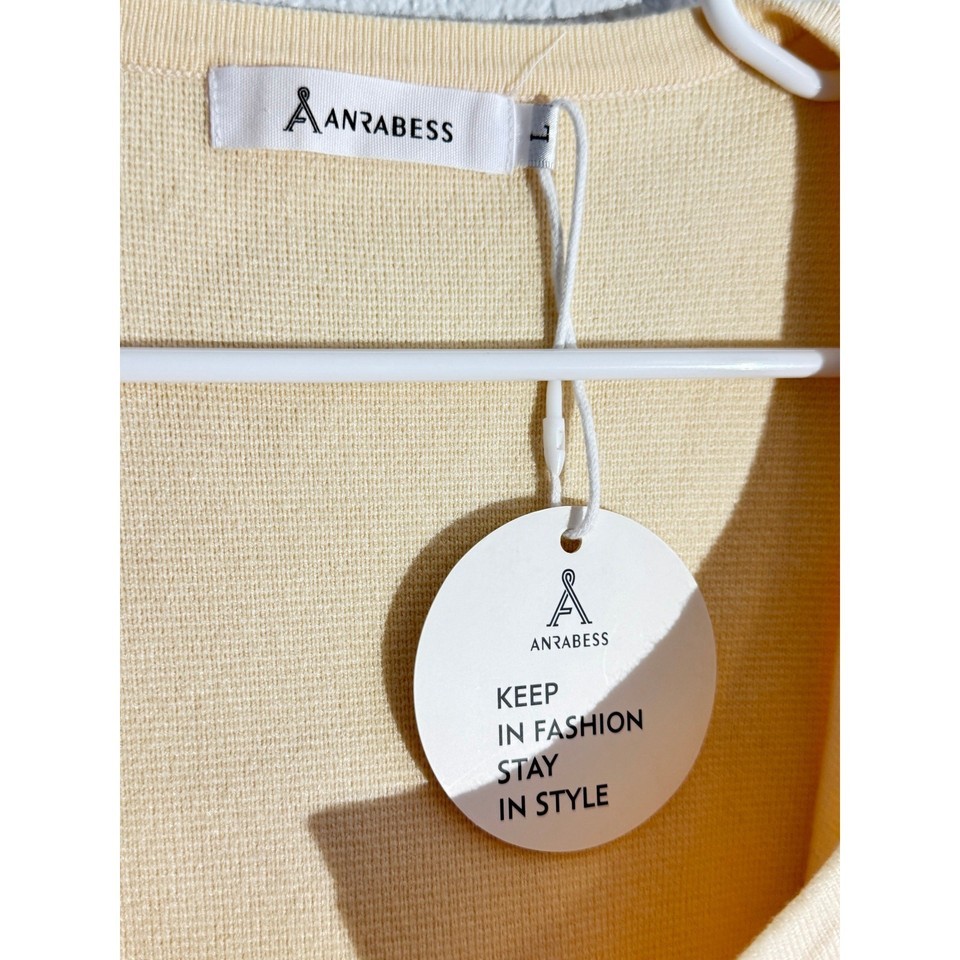 ANRABESS
L
ANRABESS
KEEP
IN FASHION
STAY
IN STYLE